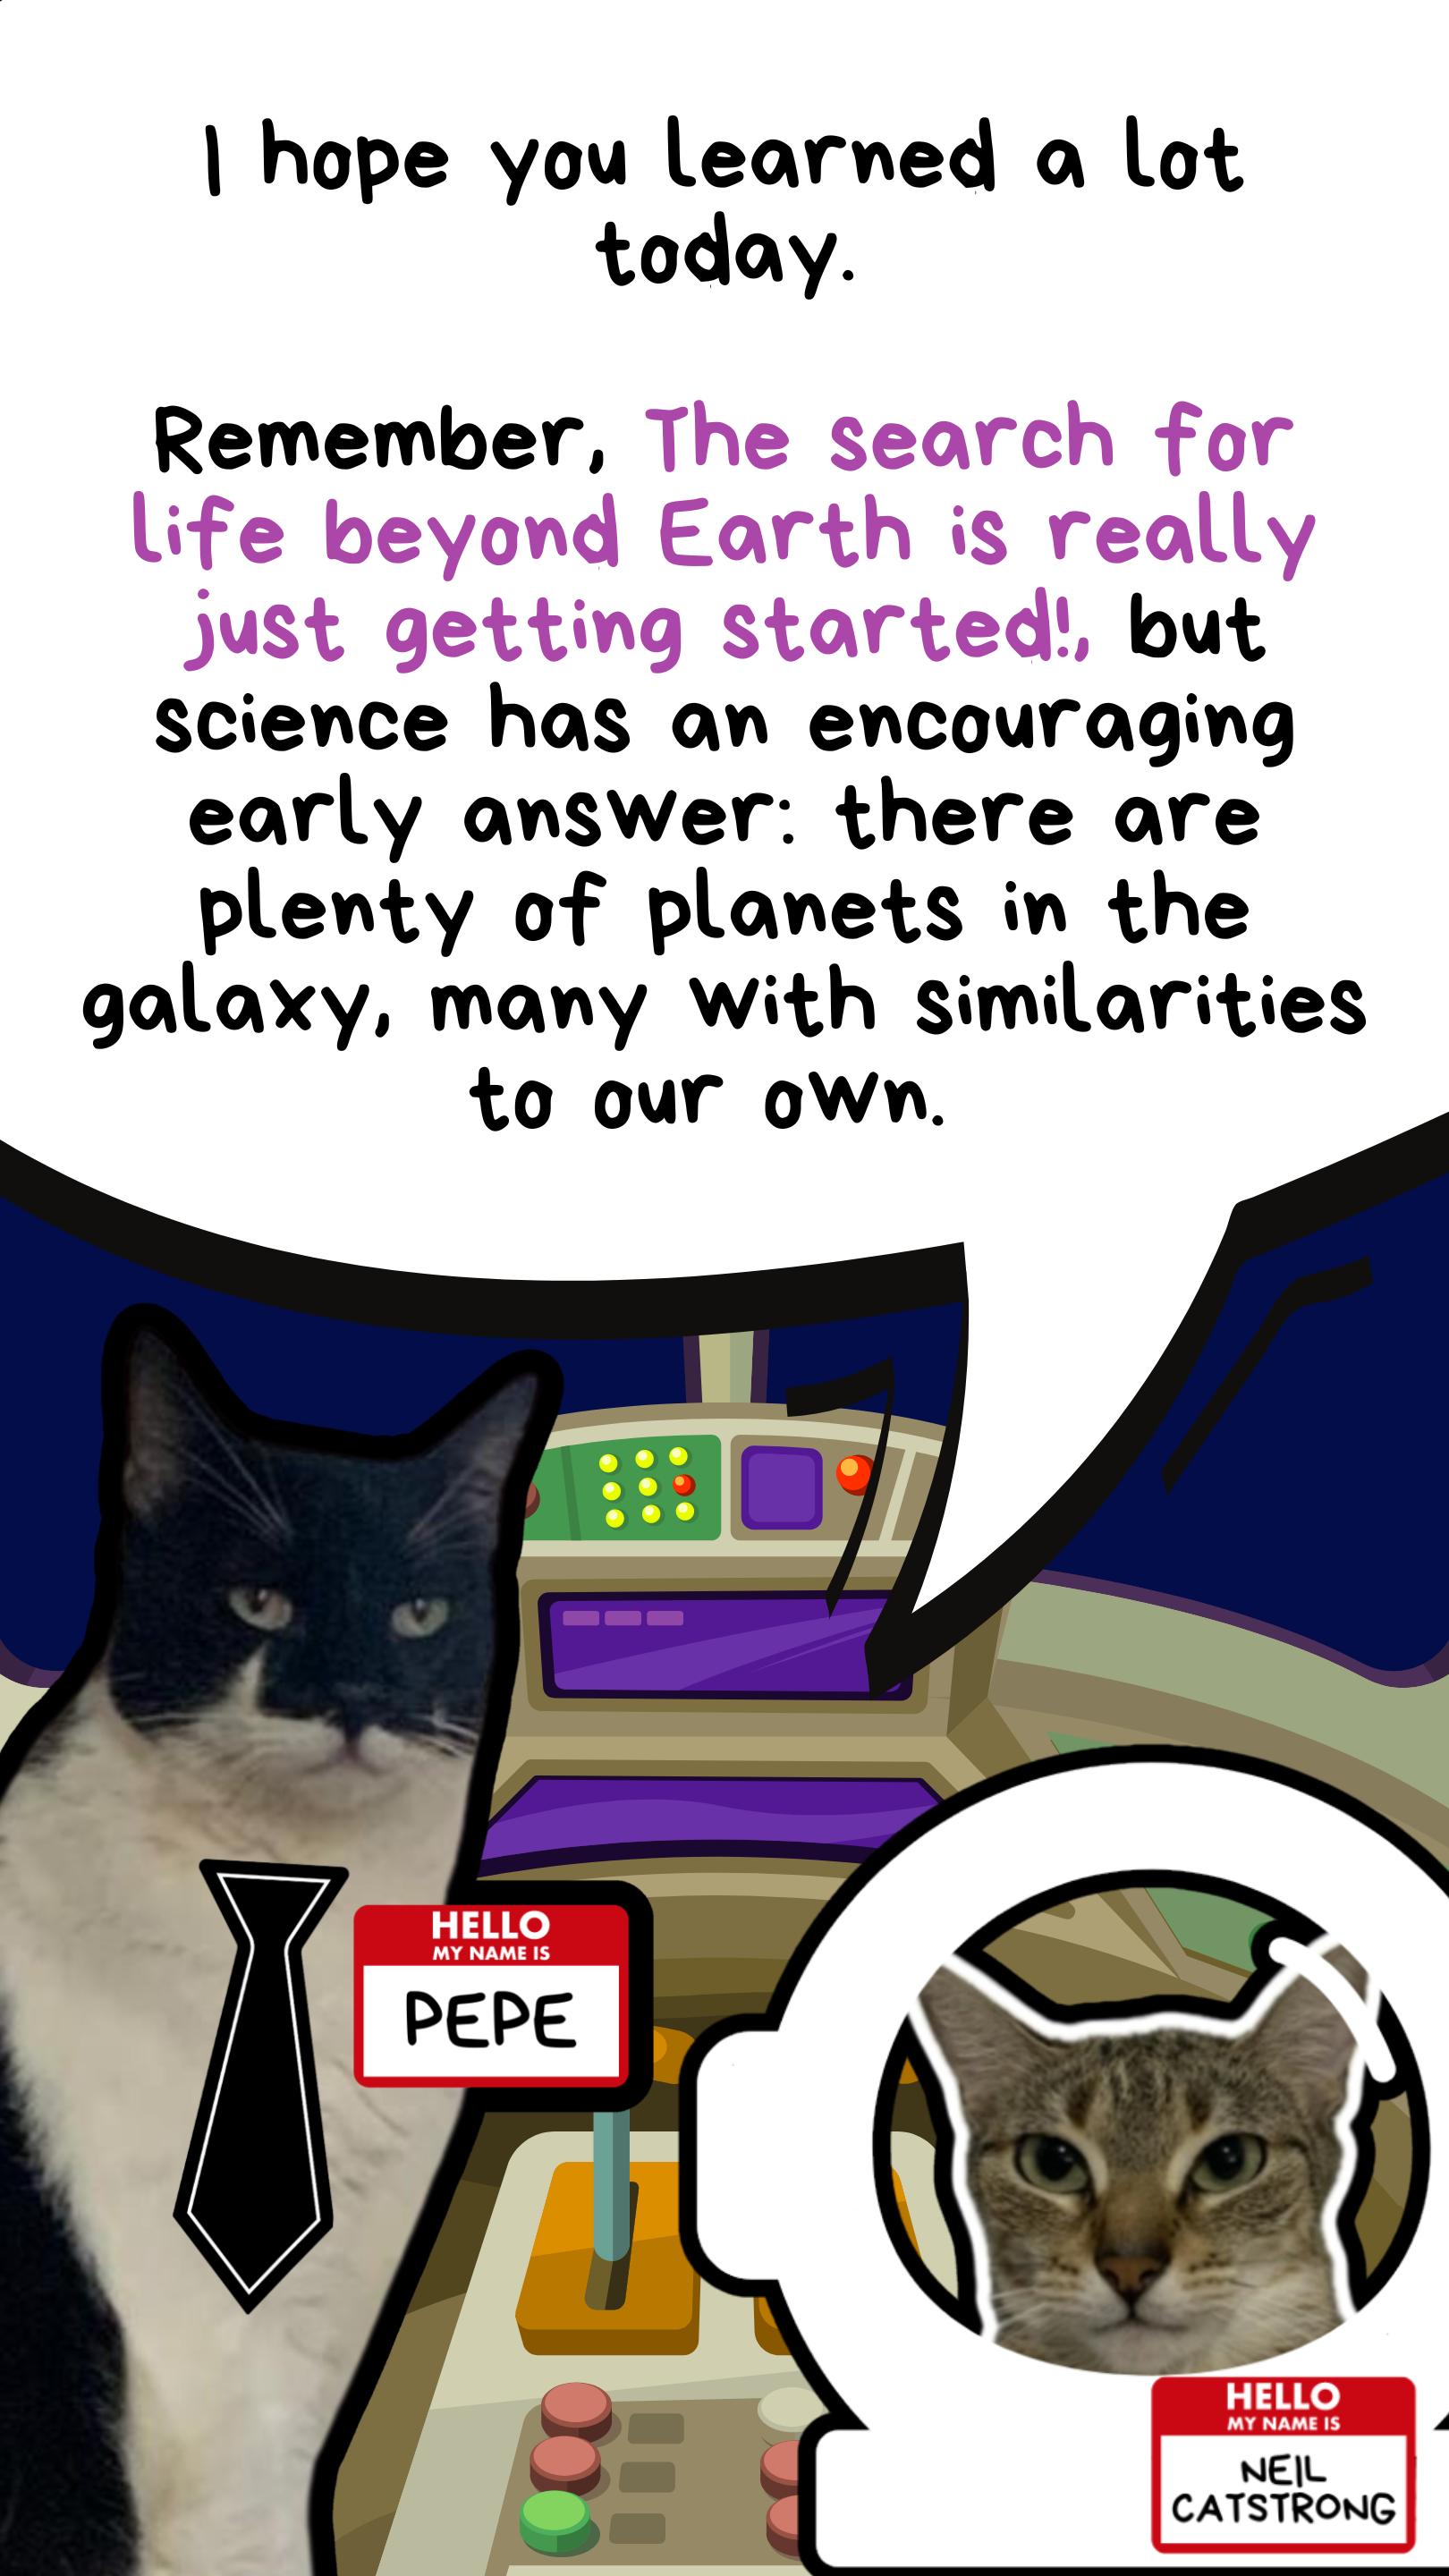 I hope you learned a lot
today.
Remember, The search for
life beyond Earth is really
just getting started!, but
science has an encouraging
early answer: there are
plenty of planets in the
galaxy, many with similarities
to our own.
HELLO
MY NAME IS
PEPE
HELLO
MY NAME IS
NEIL
CATSTRONG